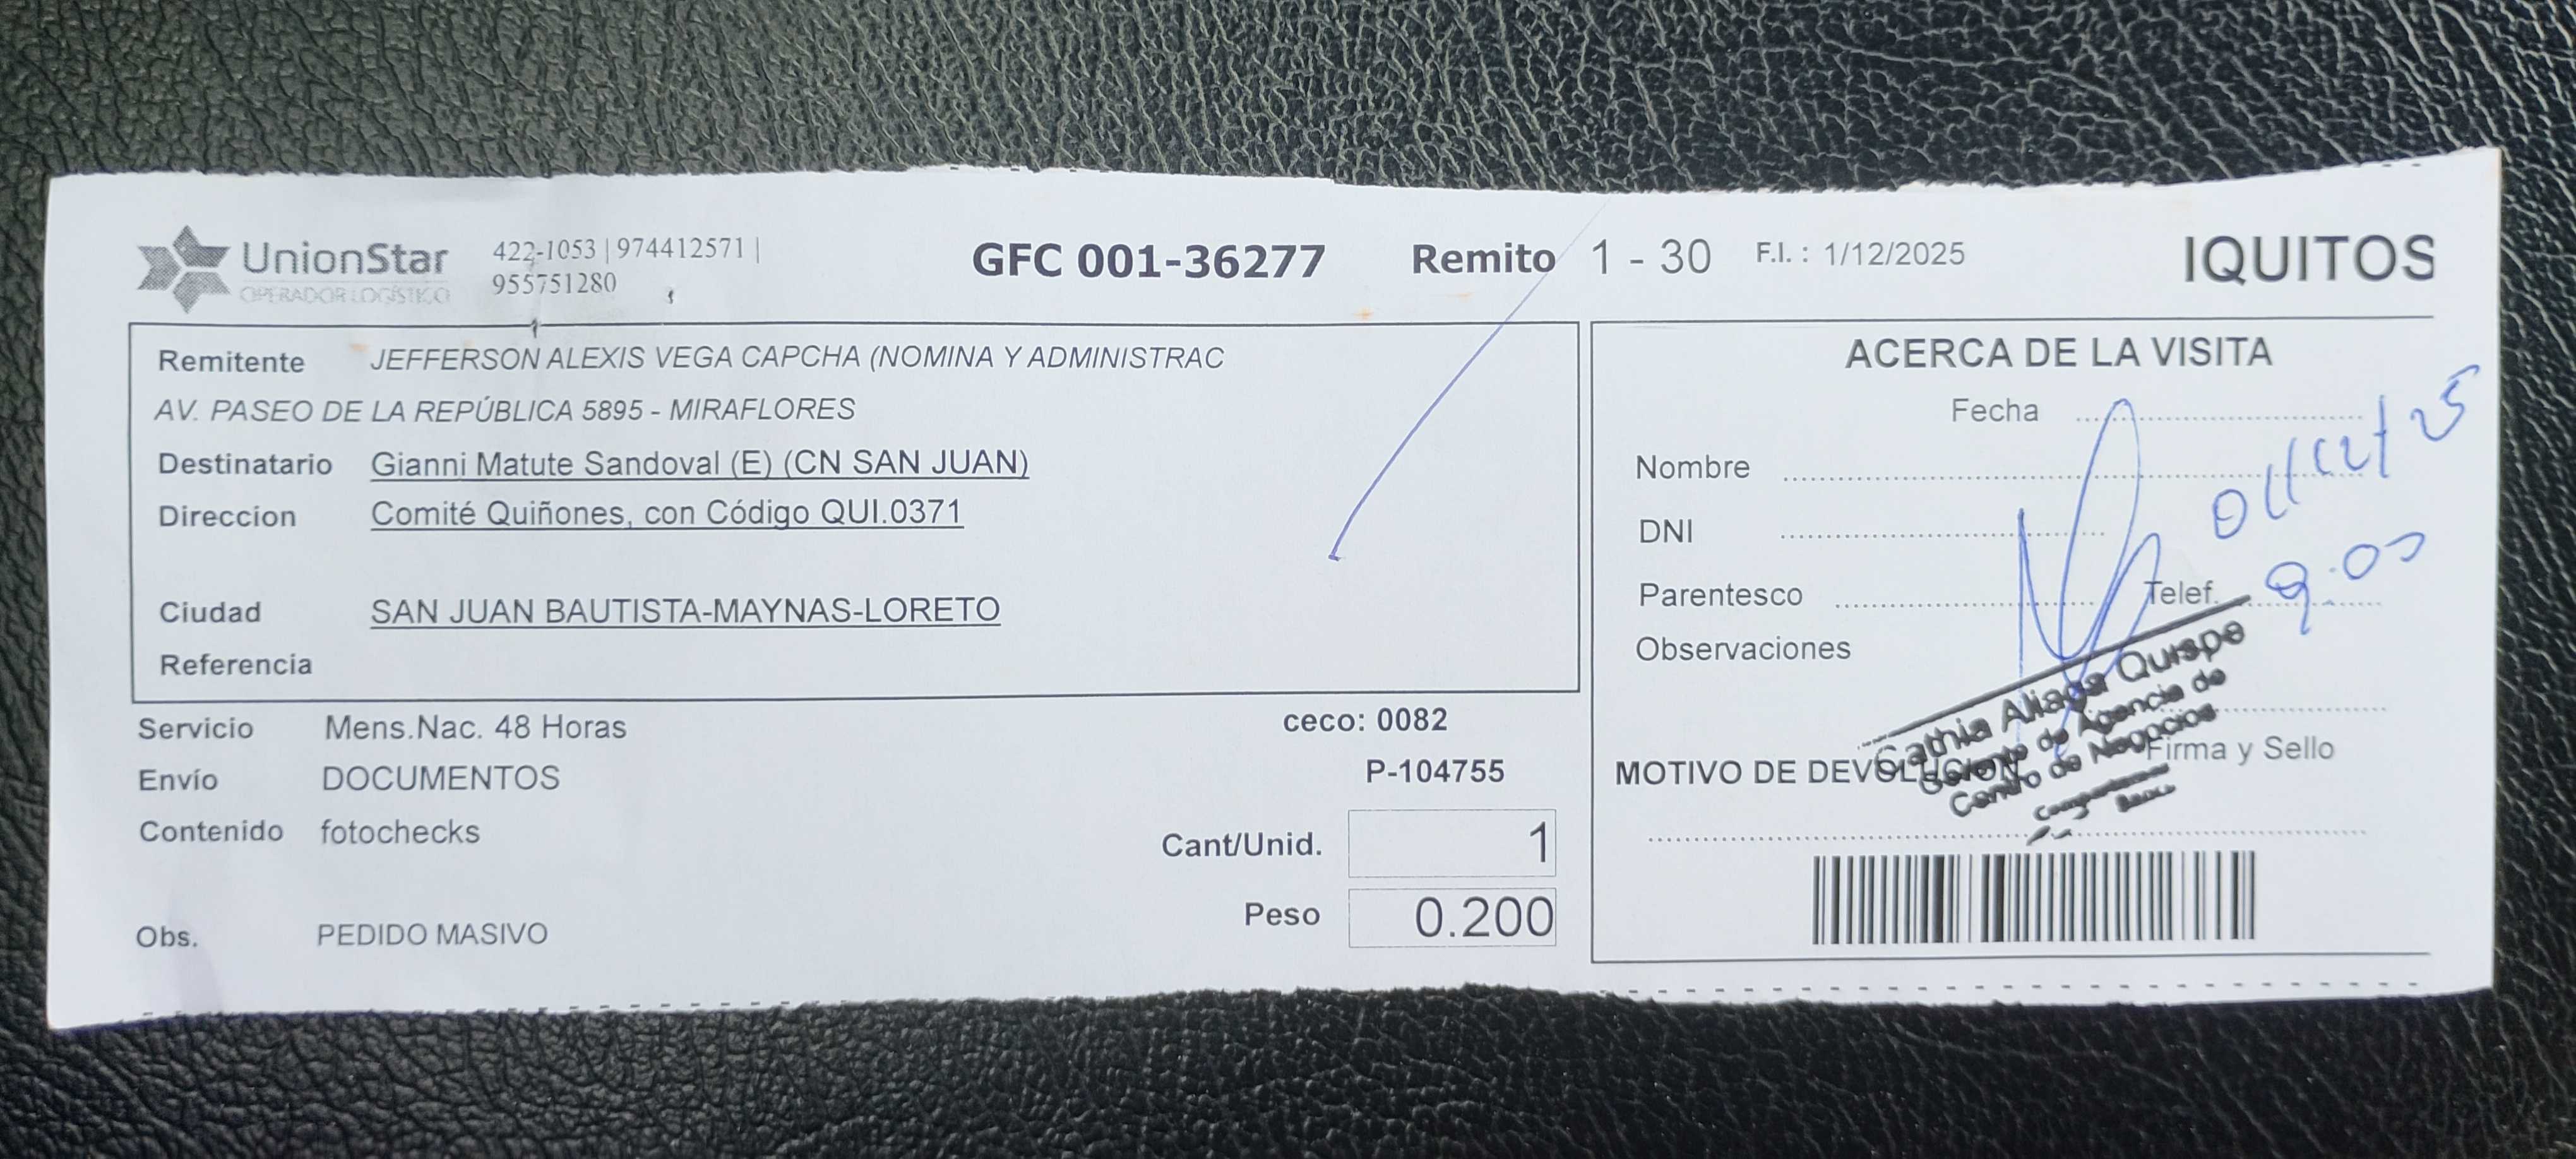 UnionStar
OPERADOR LOGÍSTICO
422-1053 | 974412571 |
955751280
GFC 001-36277
Remito 1 - 30
F.I. : 1/12/2025
IQUITOS
Remitente JEFFERSON ALEXIS VEGA CAPCHA (NOMINA Y ADMINISTRAC
AV. PASEO DE LA REPÚBLICA 5895 - MIRAFLORES
Destinatario Gianni Matute Sandoval (E) (CN SAN JUAN)
Direccion Comité Quiñones, con Código QUI.0371
Ciudad SAN JUAN BAUTISTA-MAYNAS-LORETO
Referencia
Servicio Mens.Nac. 48 Horas
Envío DOCUMENTOS
Contenido fotochecks
Obs. PEDIDO MASIVO
ceco: 0082
P-104755
Cant/Unid. 1
Peso 0.200
ACERCA DE LA VISITA
Fecha
01/12/25
Nombre
DNI
Parentesco
Telef.
9:00
Observaciones
Cathia Aliaga Quispe
Gerente de Agencia de
Centro de Negocios
Firma y Sello
MOTIVO DE DEVOLUCION